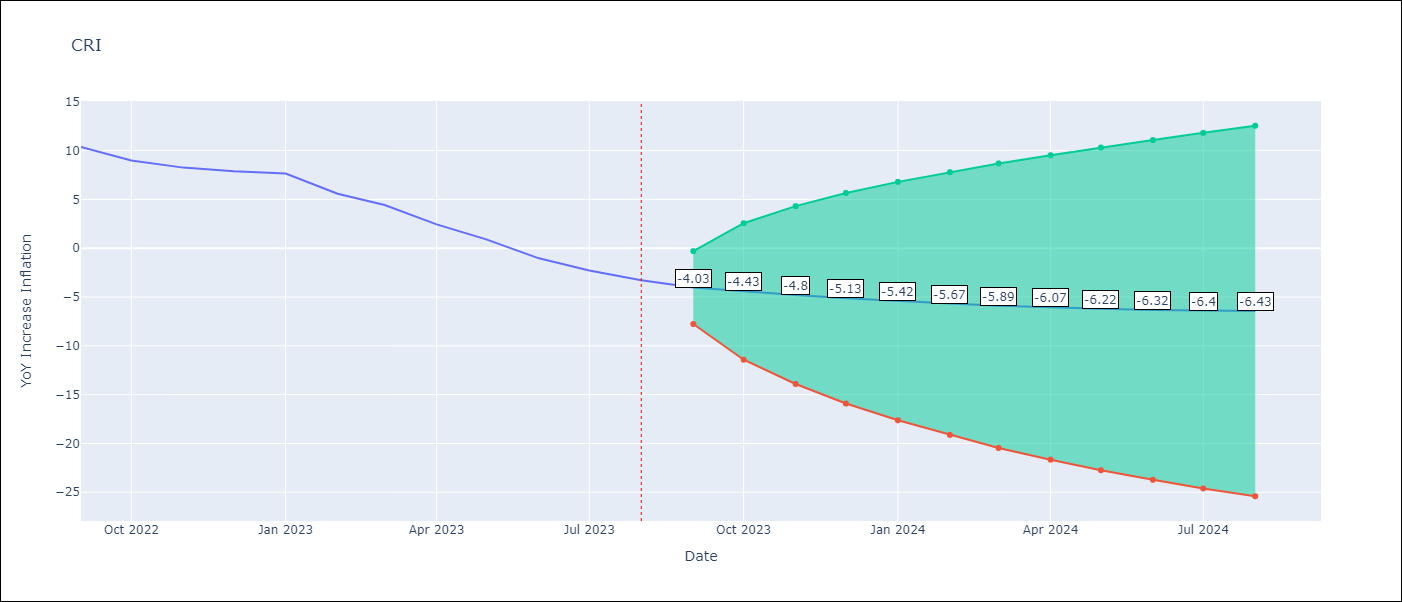 CRI
YoY Increase Inflation
15
10
5
0
−5
−10
−15
−20
−25
-4.03
-4.43
-4.8
-5.13
-5.42
-5.67
-5.89
-6.07
-6.22
-6.32
-6.4
-6.43
Oct 2022
Jan 2023
Apr 2023
Jul 2023
Oct 2023
Jan 2024
Apr 2024
Jul 2024
Date